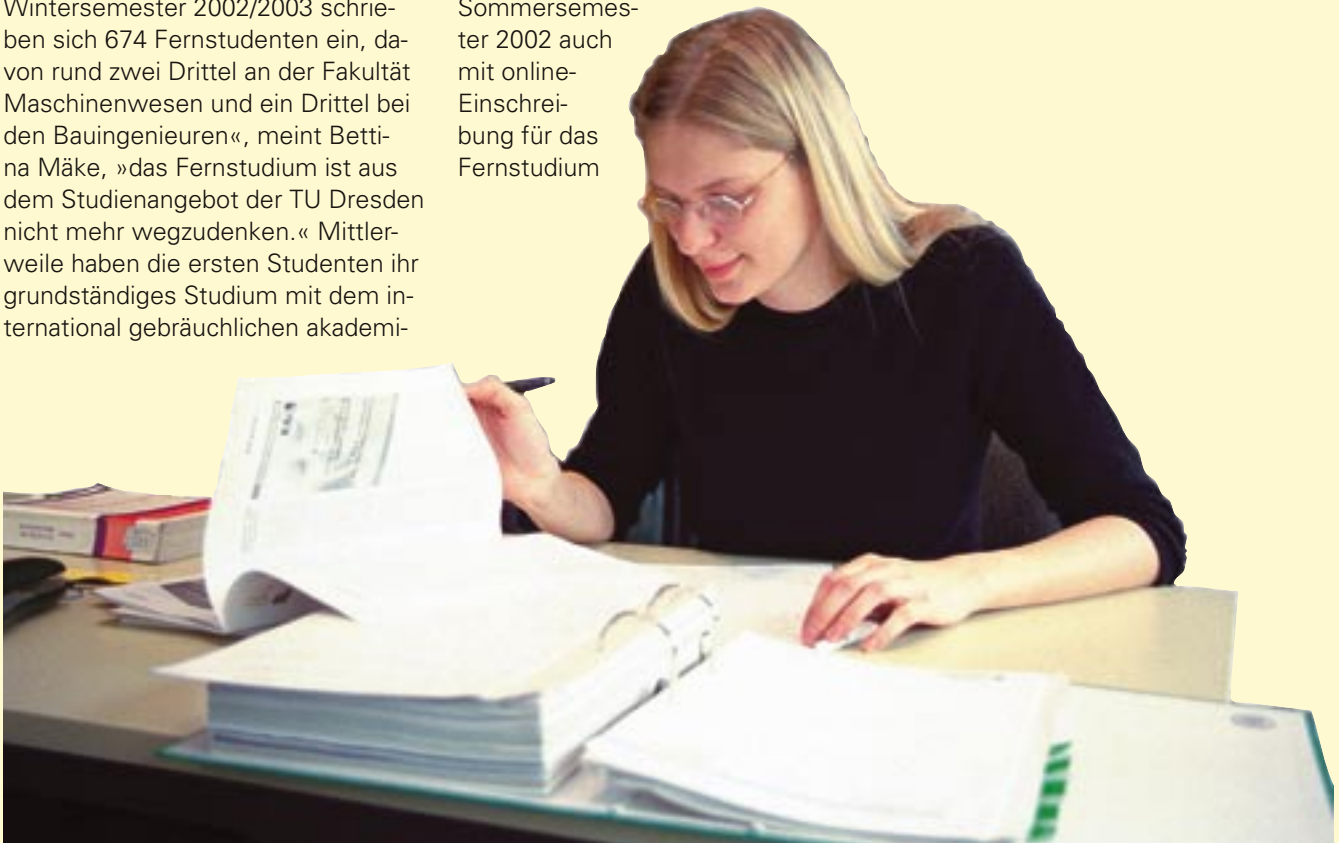 Wintersemester 2002/2003 schrie-
ben sich 674 Fernstudenten ein, da-
von rund zwei Drittel an der Fakultät
Maschinenwesen und ein Drittel bei
den Bauingenieuren«, meint Betti-
na Mäke, »das Fernstudium ist aus
dem Studienangebot der TU Dresden
nicht mehr wegzudenken.« Mittler-
weile haben die ersten Studenten ihr
grundständiges Studium mit dem in-
ternational gebräuchlichen akademi-
Sommersemes-
ter 2002 auch
mit online-
Einschrei-
bung für das
Fernstudium